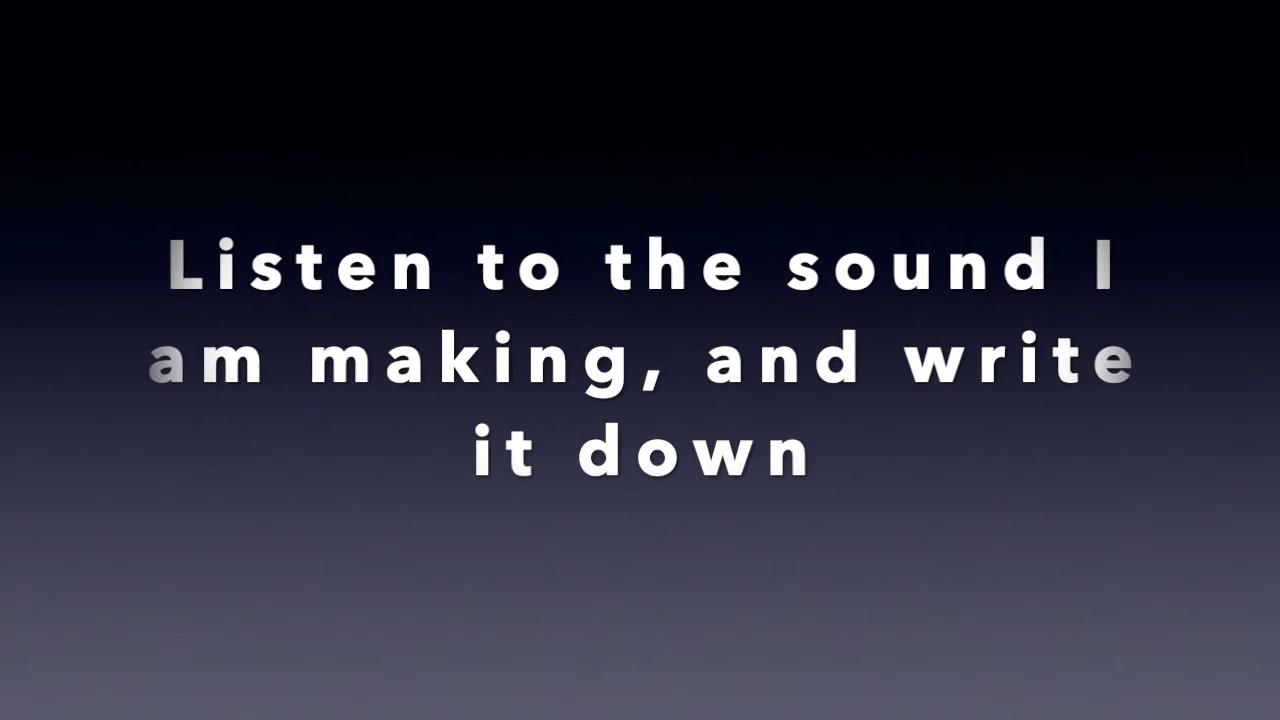 Listen to the sound I
am making, and write
it down